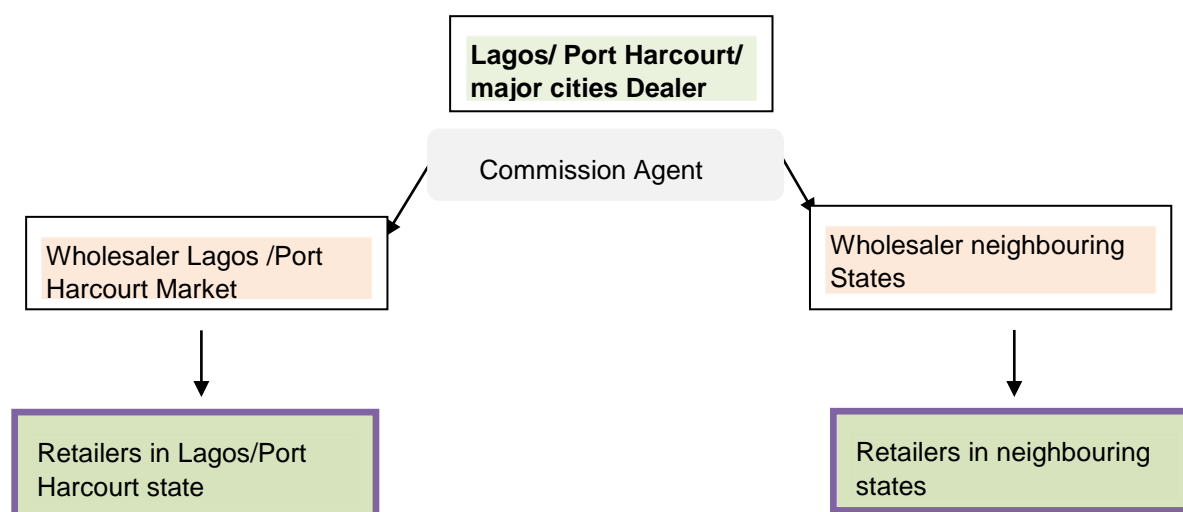 Lagos/ Port Harcourt/
major cities Dealer
Commission Agent
Wholesaler Lagos /Port
Harcourt Market
Wholesaler neighbouring
States
Retailers in Lagos/Port
Harcourt state
Retailers in neighbouring
states